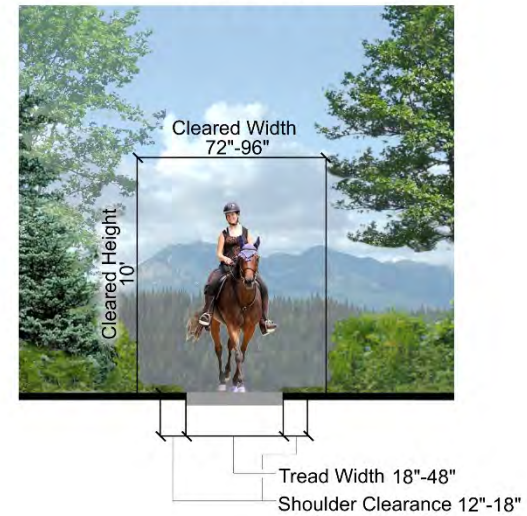 Cleared Width
72"-96"
Cleared Height
10'
Tread Width 18"-48"
Shoulder Clearance 12"-18"